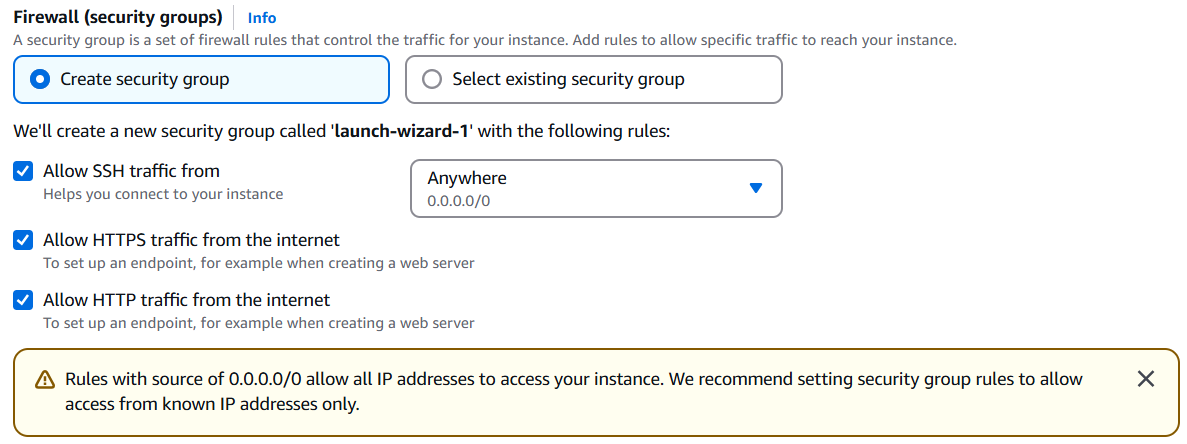 Firewall (security groups) Info
A security group is a set of firewall rules that control the traffic for your instance. Add rules to allow specific traffic to reach your instance.
Create security group
Select existing security group
We'll create a new security group called 'launch-wizard-1' with the following rules:
Allow SSH traffic from
Helps you connect to your instance
Anywhere
0.0.0.0/0
Allow HTTPS traffic from the internet
To set up an endpoint, for example when creating a web server
Allow HTTP traffic from the internet
To set up an endpoint, for example when creating a web server
Rules with source of 0.0.0.0/0 allow all IP addresses to access your instance. We recommend setting security group rules to allow
access from known IP addresses only.